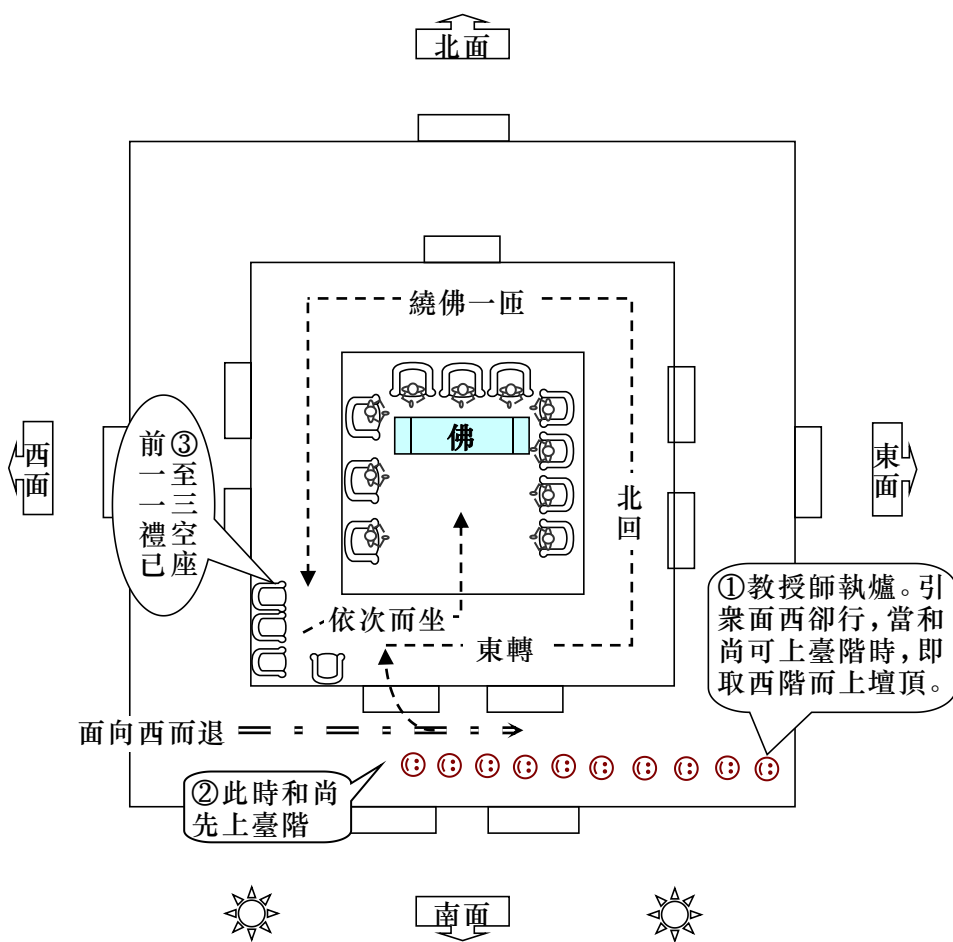 北面
繞佛一匝
佛
西面
東面
③至三空座
前一一禮已
北回
①教授師執爐。引
衆面西卻行，當和
尚可上臺階時，即
取西階而上壇頂。
依次而坐
東轉
面向西而退
②此時和尚
先上臺階
南面